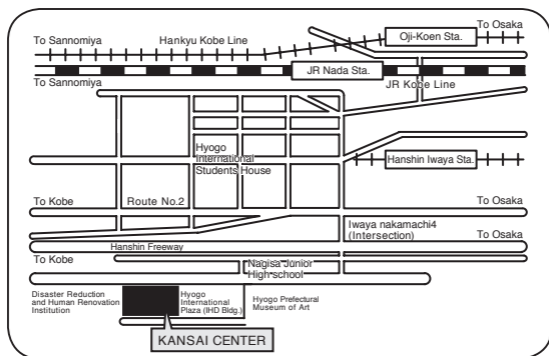 To Osaka
Oji-Koen Sta.
To Sannomiya
Hankyu Kobe Line
JR Nada Sta.
To Sannomiya
JR Kobe Line
Hyogo
International
Students House
Hanshin Iwaya Sta.
To Kobe
Route No.2
To Osaka
Iwaya nakamachi4
(Intersection)
To Osaka
Hanshin Freeway
To Kobe
Nagisa Junior
High school
Disaster Reduction
and Human Renovation
Institution
Hyogo
International
Plaza (IHD Bldg.)
Hyogo Prefectural
Museum of Art
KANSAI CENTER